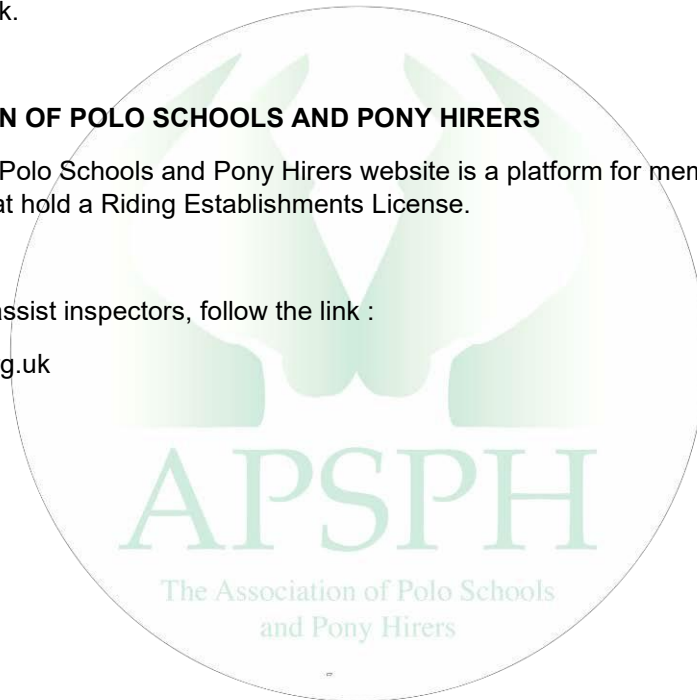 k.
N OF POLO SCHOOLS AND PONY HIRERS
Polo Schools and Pony Hirers website is a platform for men
at hold a Riding Establishments License.
assist inspectors, follow the link :
g.uk
APSPH
The Association of Polo Schools
and Pony Hirers